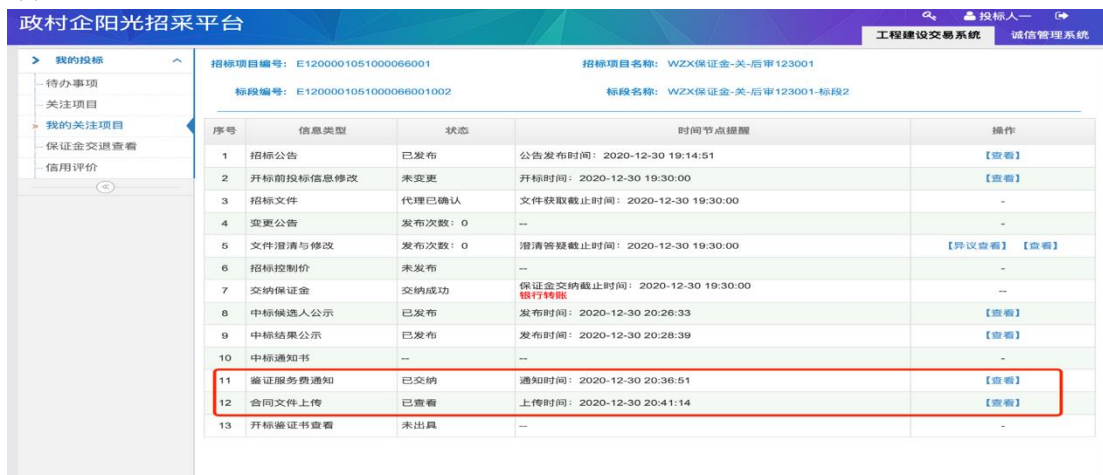 政村企阳光招采平台
投标人一
工程建设交易系统 诚信管理系统
我的投标
待办事项
关注项目
我的关注项目
保证金交退查看
信用评价
招标项目编号： E1200001051000066001 招标项目名称： WZX保证金-关-后审123001
标段编号： E1200001051000066001002 标段名称： WZX保证金-关-后审123001-标段2
序号 信息类型 状态 时间节点提醒 操作
1 招标公告 已发布 公告发布时间：2020-12-30 19:14:51 【查看】
2 开标前投标信息修改 未变更 开标时间：2020-12-30 19:30:00 【查看】
3 招标文件 代理已确认 文件获取截止时间：2020-12-30 19:30:00 -
4 变更公告 发布次数：0 -- -
5 文件澄清与修改 发布次数：0 澄清答疑截止时间：2020-12-30 19:30:00 【异议查看】 【查看】
6 招标控制价 未发布 -- -
7 交纳保证金 交纳成功 保证金交纳截止时间：2020-12-30 19:30:00 --
银行转账
8 中标候选人公示 已发布 发布时间：2020-12-30 20:26:33 【查看】
9 中标结果公示 已发布 发布时间：2020-12-30 20:28:39 【查看】
10 中标通知书 -- -- -
11 鉴证服务费通知 已交纳 通知时间：2020-12-30 20:36:51 【查看】
12 合同文件上传 已查看 上传时间：2020-12-30 20:41:14 【查看】
13 开标鉴证书查看 未出具 -- -